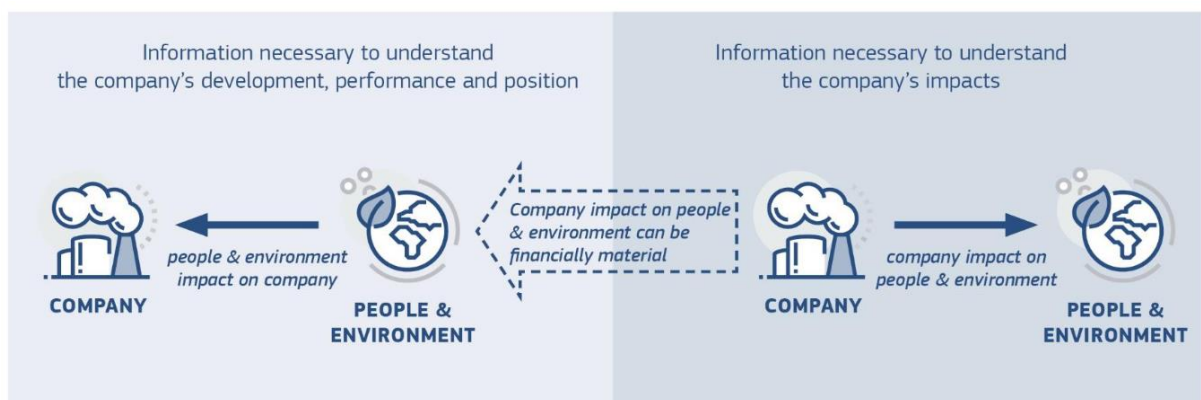 Information necessary to understand
the company's development, performance and position
people & environment
impact on company
COMPANY
PEOPLE &
ENVIRONMENT
Company impact on people
& environment can be
financially material
Information necessary to understand
the company's impacts
COMPANY
company impact on
people & environment
PEOPLE &
ENVIRONMENT